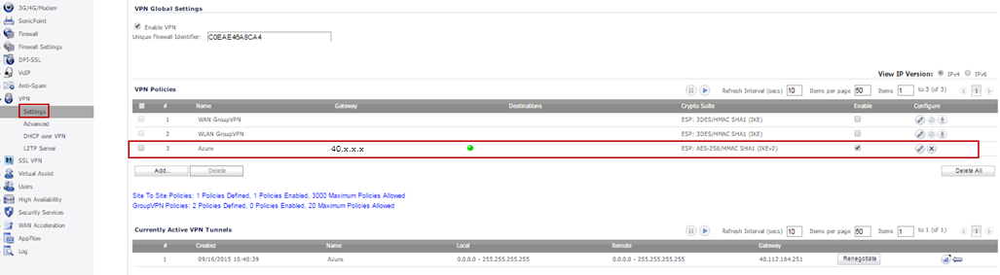 3G/4G/Modem
SonicPoint
Firewall
Firewall Settings
DPI-SSL
VoIP
Anti-Spam
VPN
Settings
Advanced
DHCP over VPN
L2TP Server
SSL VPN
Virtual Assist
Users
High Availability
Security Services
WAN Acceleration
AppFlow
Log
VPN Global Settings
Enable VPN
Unique Firewall Identifier: C0EAE46A8CA4
View IP Version: IPv4 IPv6
VPN Policies Refresh Interval (secs) 10 Items per page 50 Items 1 to 3 (of 3)
# Name Gateway Destinations Crypto Suite Enable Configure
1 WAN GroupVPN ESP: 3DES/HMAC SHA1 (IKE)
2 WLAN GroupVPN ESP: 3DES/HMAC SHA1 (IKE)
3 Azure 40.x.x.x ESP: AES-256/HMAC SHA1 (IKEv2)
Add... Delete Delete All
Site To Site Policies: 1 Policies Defined, 1 Policies Enabled, 3000 Maximum Policies Allowed
GroupVPN Policies: 2 Policies Defined, 0 Policies Enabled, 20 Maximum Policies Allowed
Currently Active VPN Tunnels Refresh Interval (secs) 10 Items per page 50 Items 1 to 1 (of 1)
# Created Name Local Remote Gateway
1 09/16/2015 10:40:39 Azure 0.0.0.0 - 255.255.255.255 0.0.0.0 - 255.255.255.255 40.112.184.251 Renegotiate